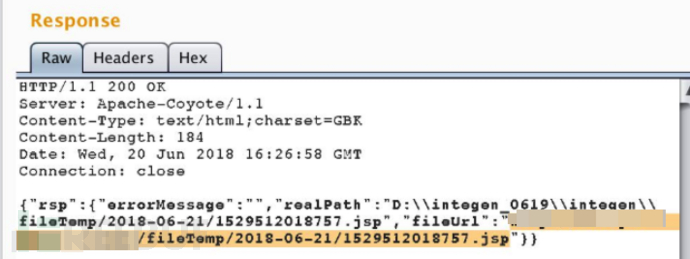 Response
Raw Headers Hex
HTTP/1.1 200 OK
Server: Apache-Coyote/1.1
Content-Type: text/html;charset=GBK
Content-Length: 184
Date: Wed, 20 Jun 2018 16:26:58 GMT
Connection: close
{"rsp":{"errorMessage":"","realPath":"D:\\integen_0619\\integen\\
fileTemp/2018-06-21/1529512018757.jsp","fileUrl":"
/fileTemp/2018-06-21/1529512018757.jsp"}}